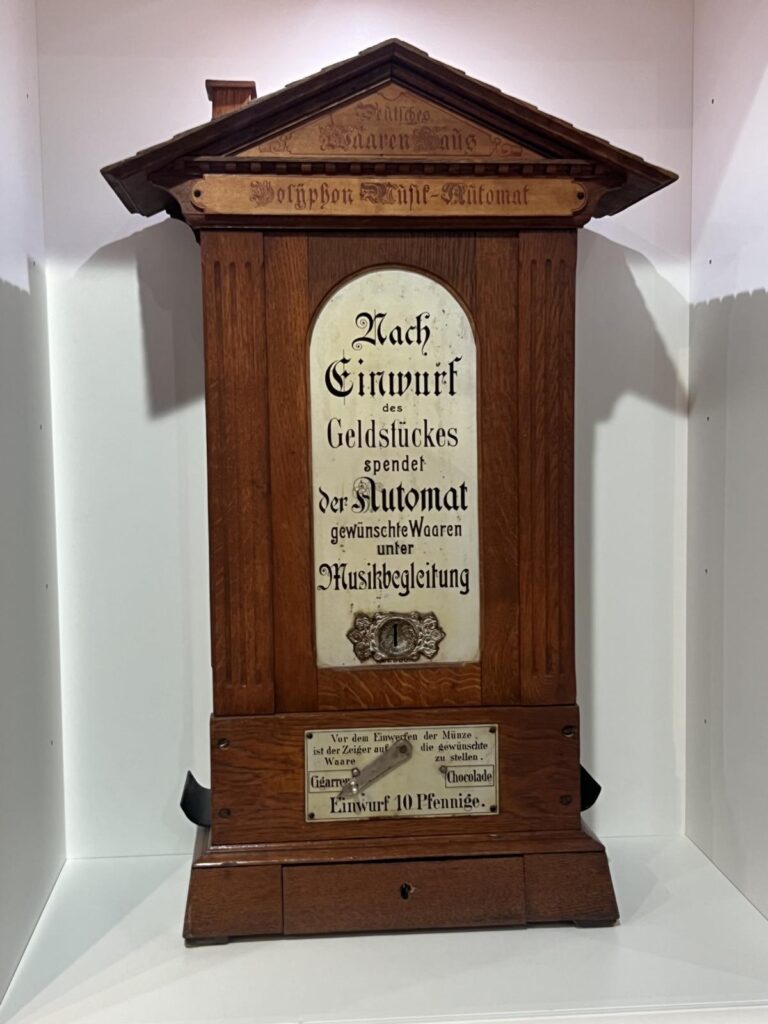 Deutsches
Waaren Haus
Polyphon Musik-Automat
Nach
Einwurf
des
Geldstückes
spendet
der Automat
gewünschte Waaren
unter
Musikbegleitung
Vor dem Einwerfen der Münze
ist der Zeiger auf die gewünschte
Waare zu stellen.
Cigarren
Chocolade
Einwurf 10 Pfennige.